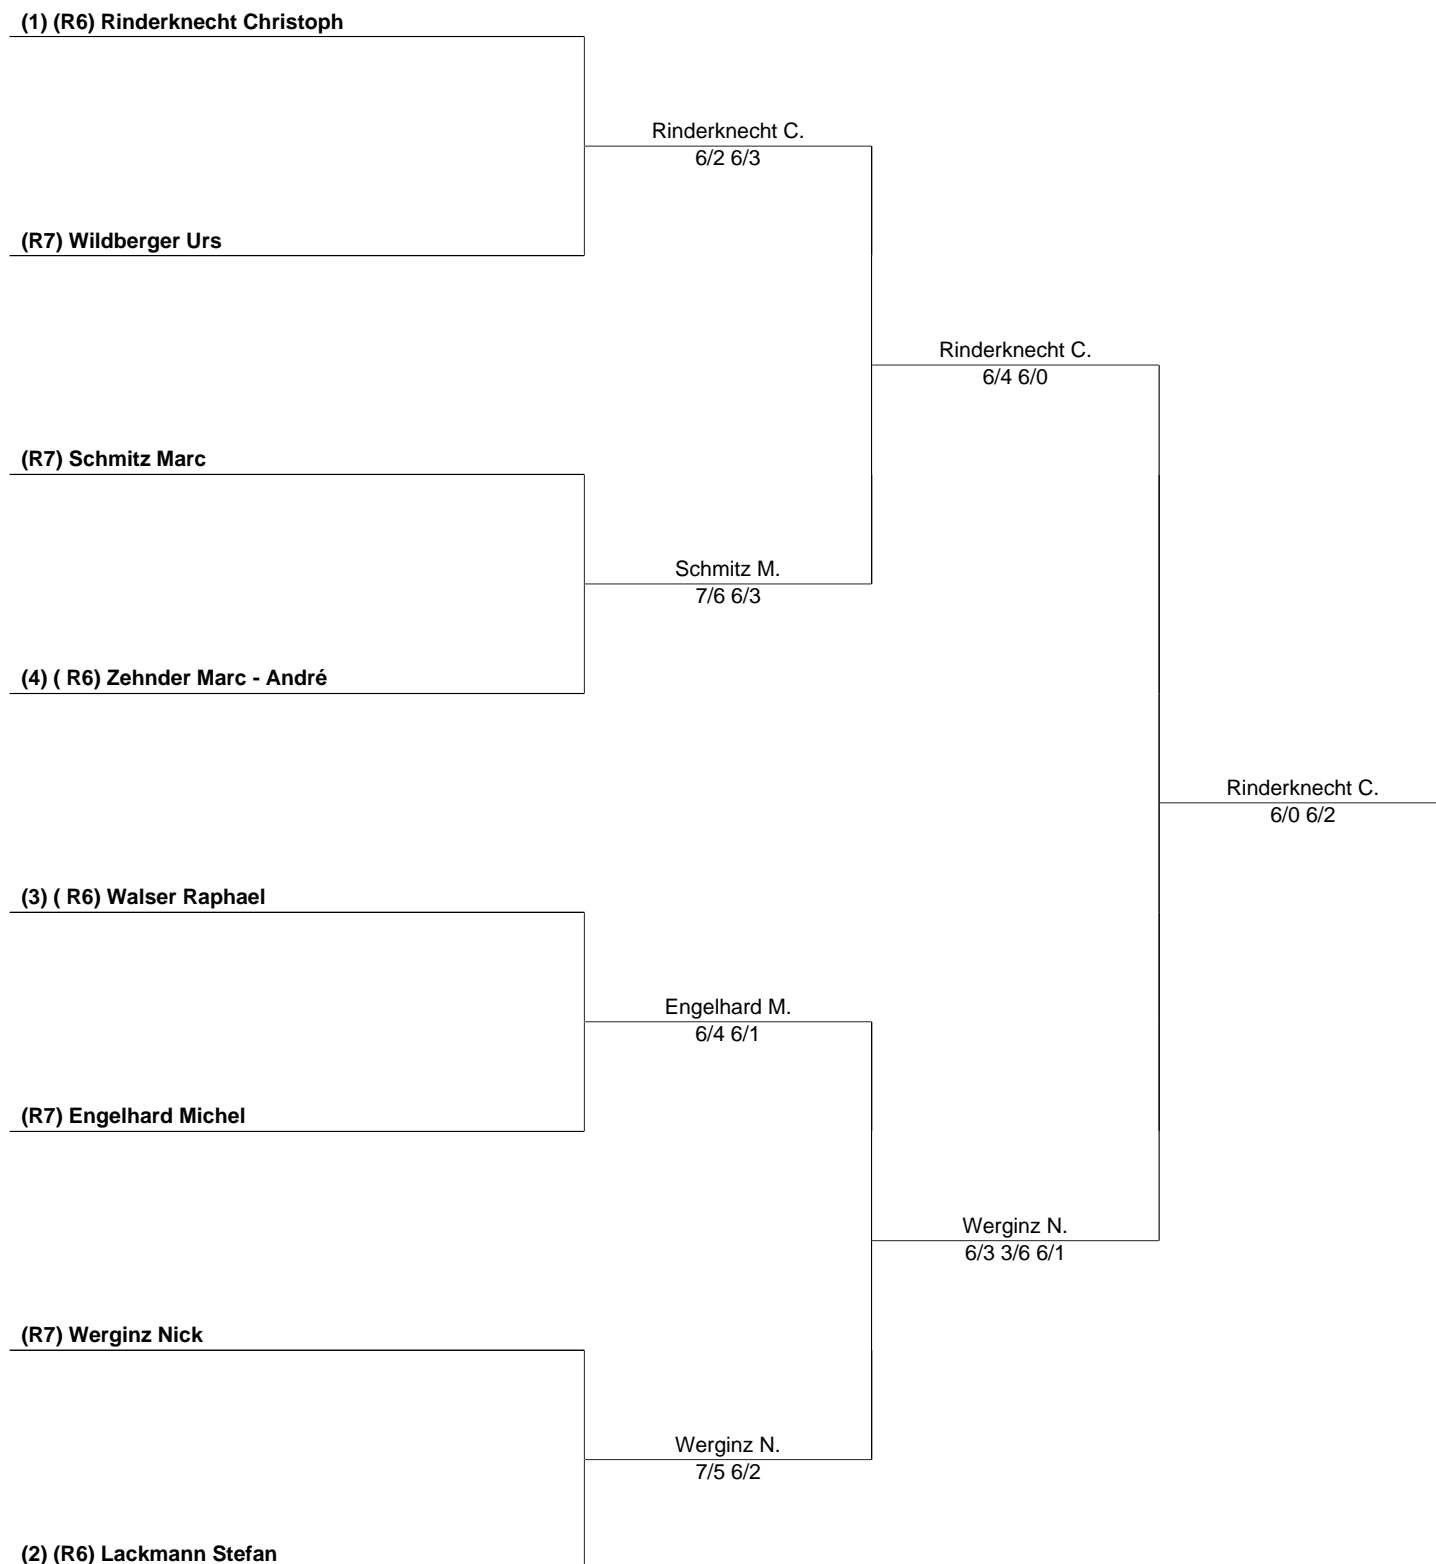 (1) (R6) Rinderknecht Christoph
Rinderknecht C.
6/2 6/3
(R7) Wildberger Urs
Rinderknecht C.
6/4 6/0
(R7) Schmitz Marc
Schmitz M.
7/6 6/3
(4) ( R6) Zehnder Marc - André
Rinderknecht C.
6/0 6/2
(3) ( R6) Walser Raphael
Engelhard M.
6/4 6/1
(R7) Engelhard Michel
Werginz N.
6/3 3/6 6/1
(R7) Werginz Nick
Werginz N.
7/5 6/2
(2) (R6) Lackmann Stefan